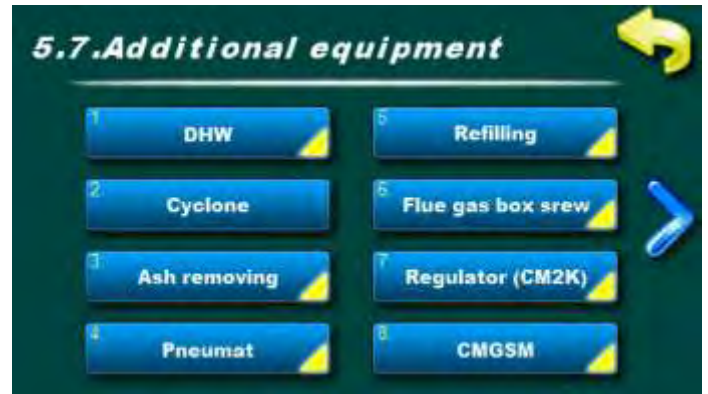 5.7.Additional equipment
1
DHW
2
Cyclone
3
Ash removing
4
Pneumat
5
Refilling
6
Flue gas box srew
7
Regulator (CM2K)
8
CMGSM